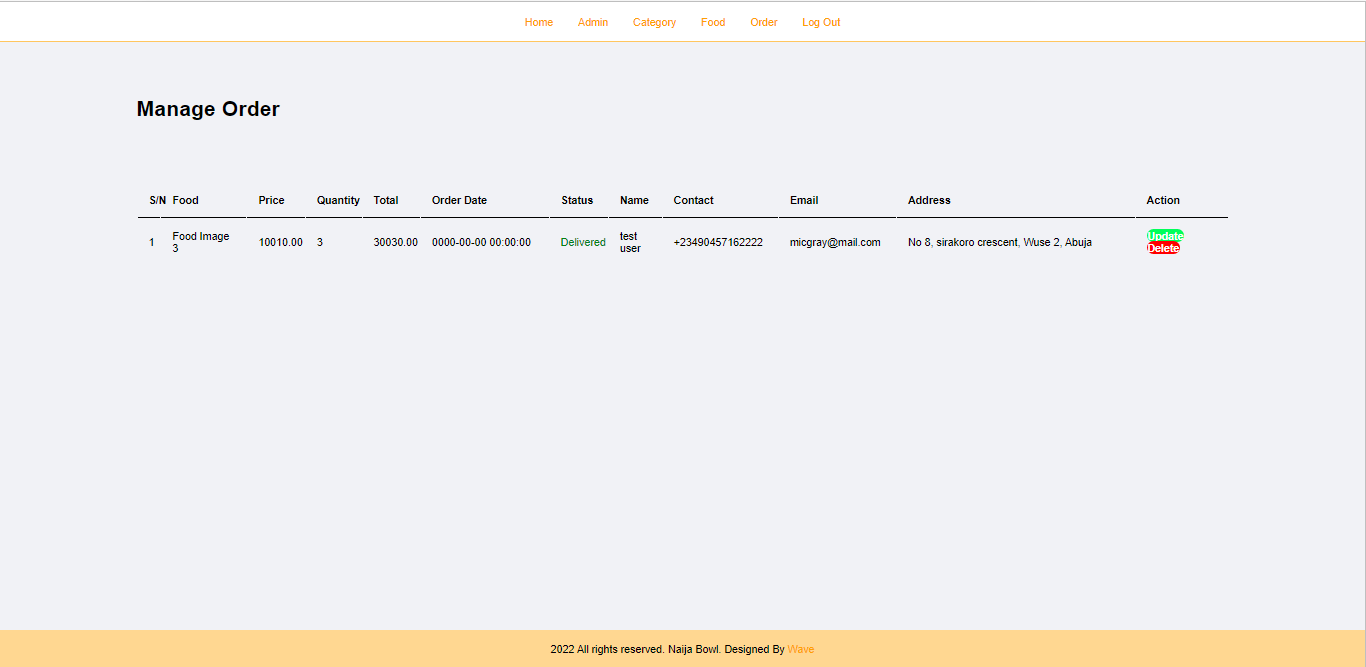 Home Admin Category Food Order Log Out
Manage Order
S/N Food Price Quantity Total Order Date Status Name Contact Email Address Action
1 Food Image 3 10010.00 3 30030.00 0000-00-00 00:00:00 Delivered test user +23490457162222 micgray@mail.com No 8, sirakoro crescent, Wuse 2, Abuja Update Delete
2022 All rights reserved. Naija Bowl. Designed By Wave